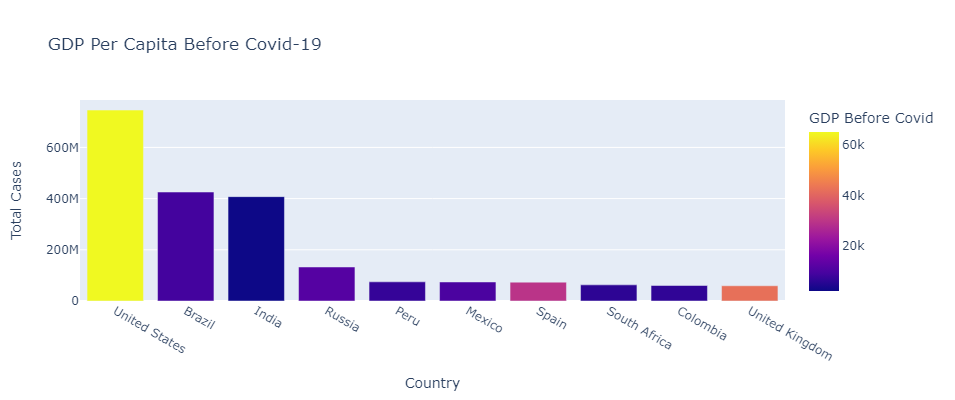 GDP Per Capita Before Covid-19
Total Cases
600M
400M
200M
0
United States
Brazil
India
Russia
Peru
Mexico
Spain
South Africa
Colombia
United Kingdom
Country
GDP Before Covid
60k
40k
20k